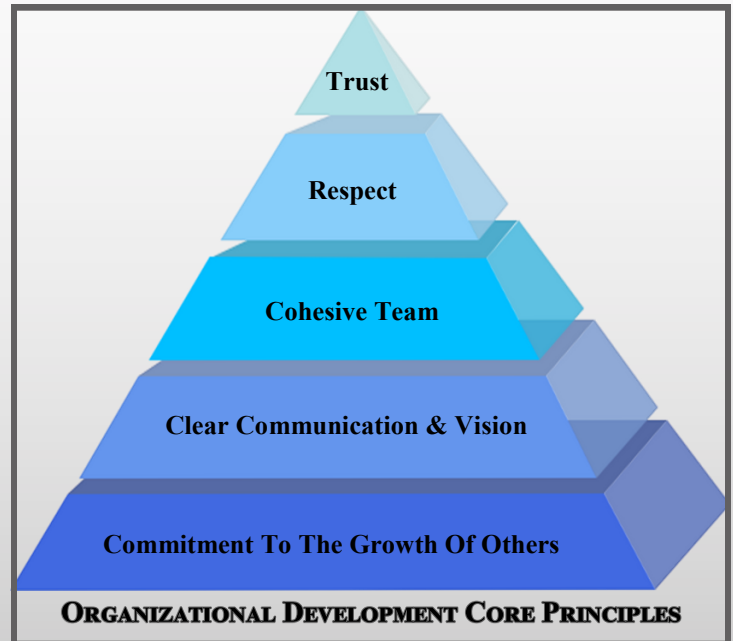 Trust
Respect
Cohesive Team
Clear Communication & Vision
Commitment To The Growth Of Others
ORGANIZATIONAL DEVELOPMENT CORE PRINCIPLES